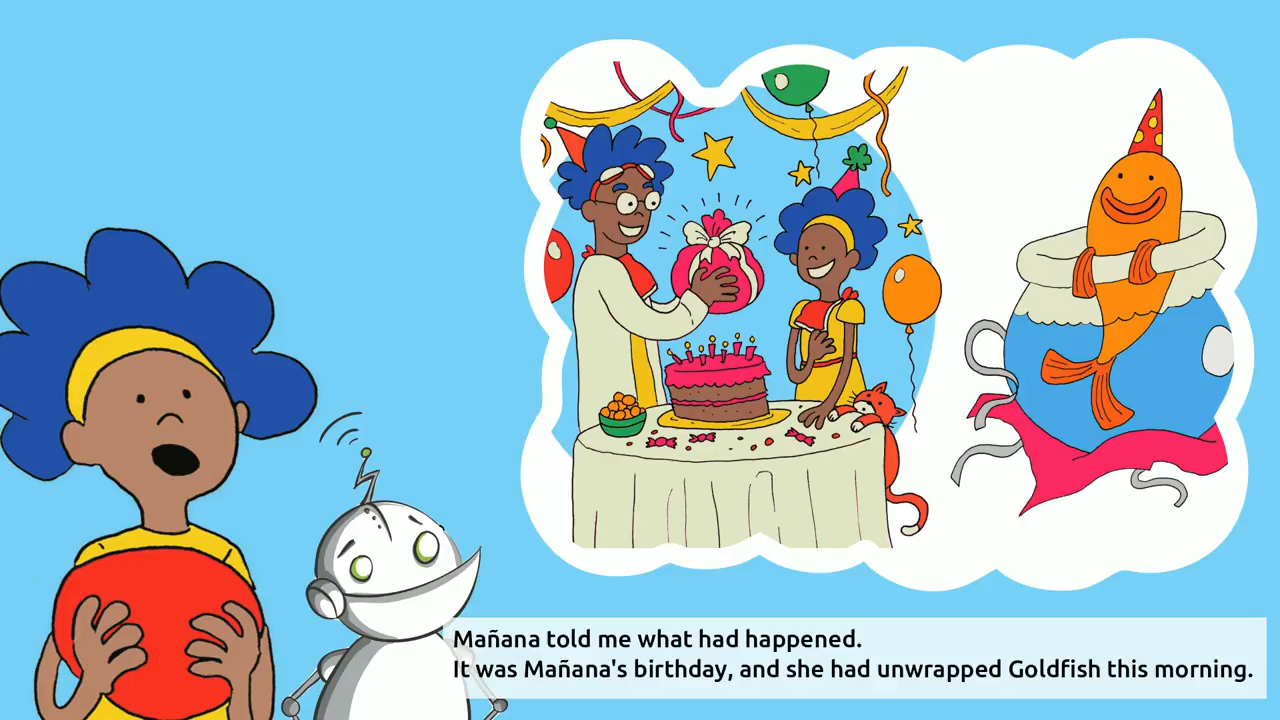 Mañana told me what had happened.
It was Mañana's birthday, and she had unwrapped Goldfish this morning.